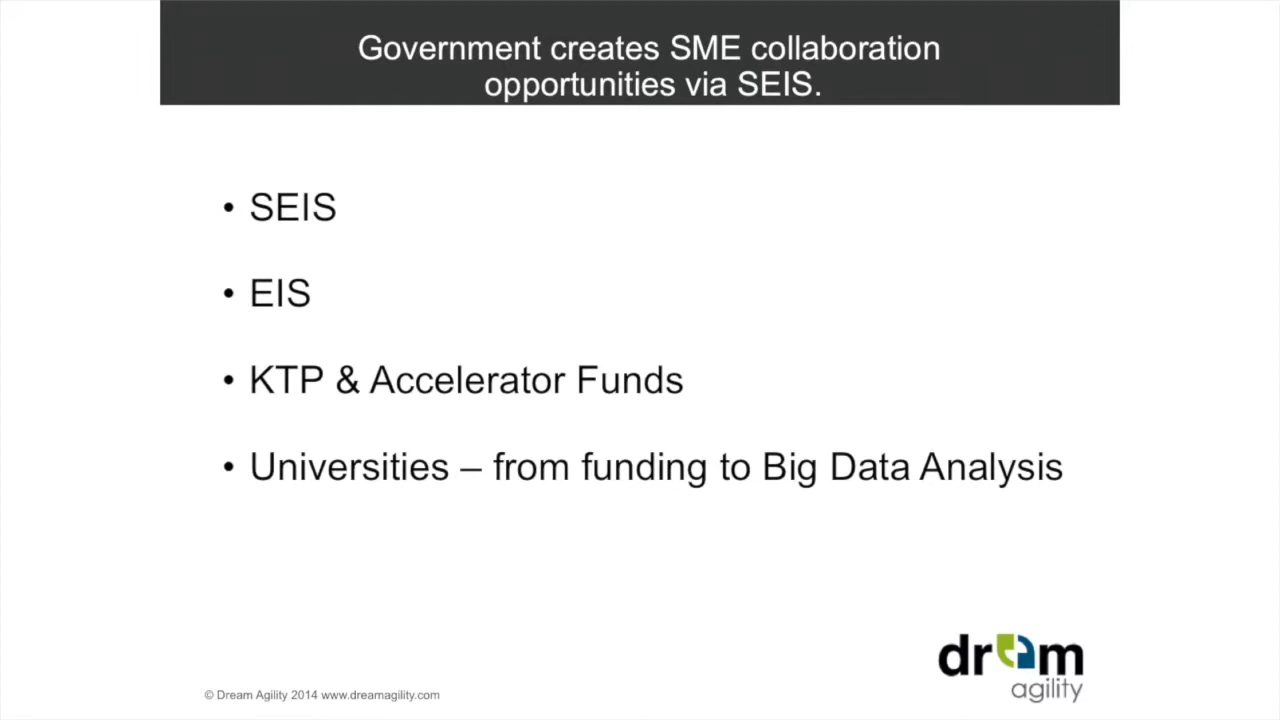 Government creates SME collaboration
opportunities via SEIS.
• SEIS
• EIS
• KTP & Accelerator Funds
• Universities – from funding to Big Data Analysis
dream
agility
© Dream Agility 2014 www.dreamagility.com